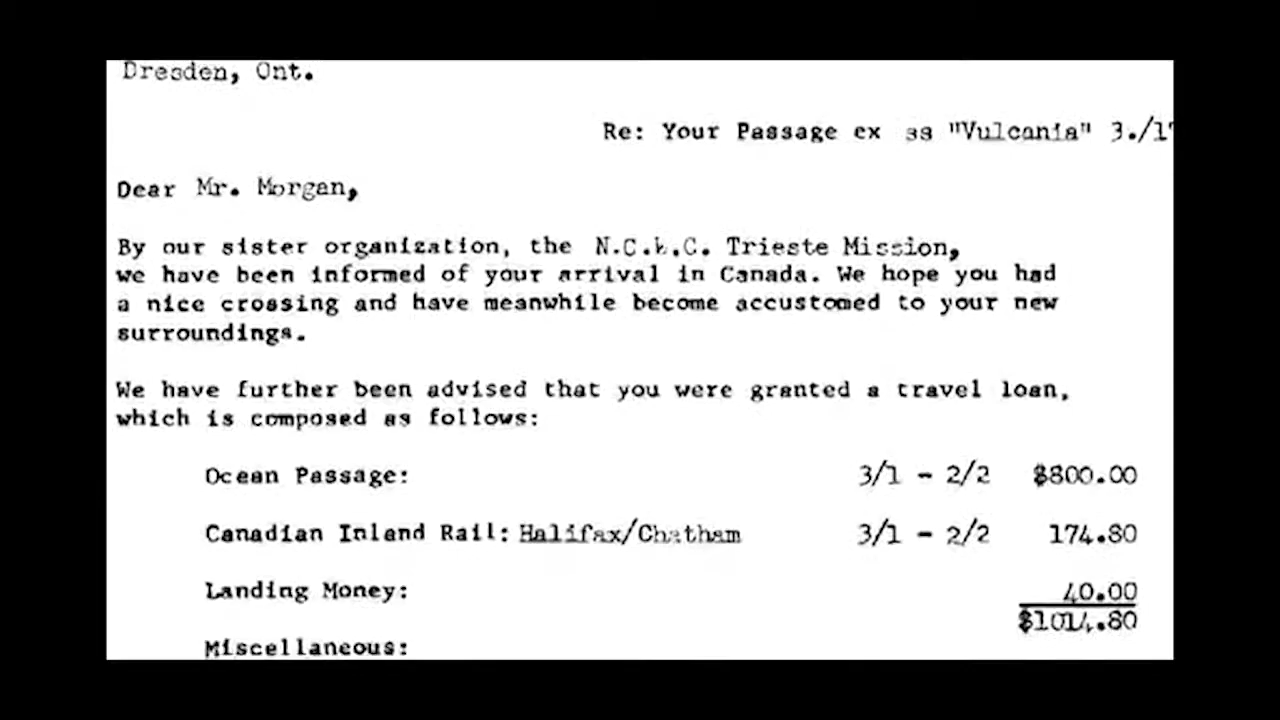 Dresden, Ont.
Re: Your Passage ex ss "Vulcania" 3./1
Dear Mr. Morgan,
By our sister organization, the Trieste Mission,
we have been informed of your arrival in Canada. We hope you had
a nice crossing and have meanwhile become accustomed to your new
surroundings.
We have further been advised that you were granted a travel loan,
which is composed as follows:
Ocean Passage: 3/1 - 2/2 $800.00
Canadian Inland Rail: Halifax/Chatham 3/1 - 2/2 174.80
Landing Money: 40.00
$1014.80
Miscellaneous: